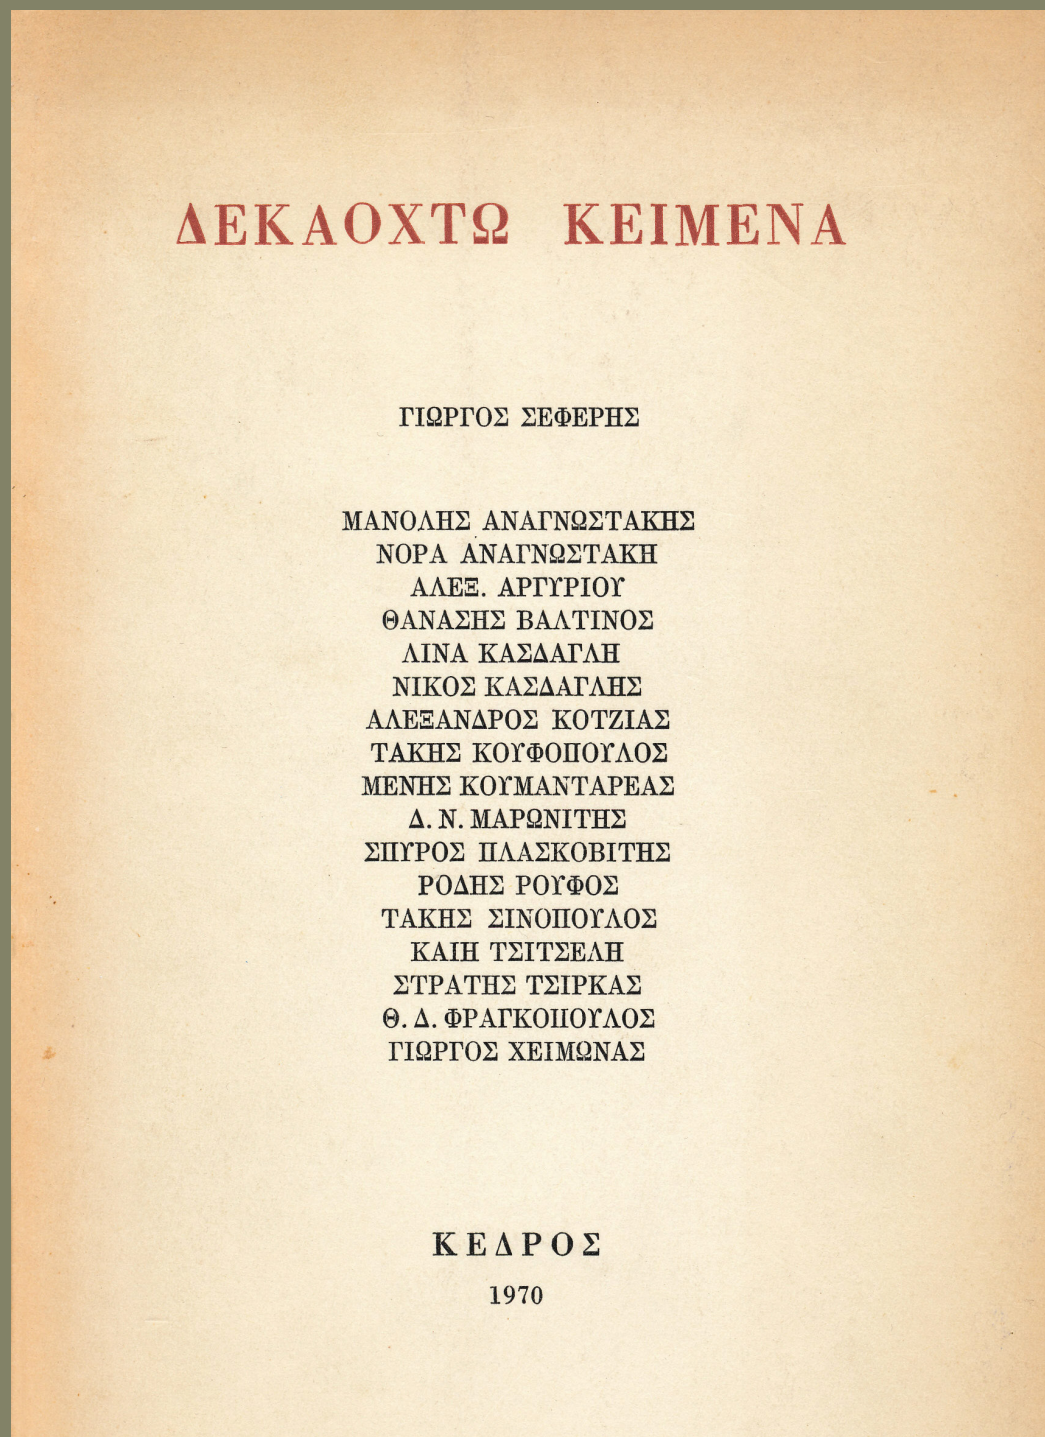 ΔΕΚΑΟΧΤΩ ΚΕΙΜΕΝΑ
ΓΙΩΡΓΟΣ ΣΕΦΕΡΗΣ
ΜΑΝΟΛΗΣ ΑΝΑΓΝΩΣΤΑΚΗΣ
ΝΟΡΑ ΑΝΑΓΝΩΣΤΑΚΗ
ΑΛΕΞ. ΑΡΓΥΡΙΟΥ
ΘΑΝΑΣΗΣ ΒΑΛΤΙΝΟΣ
ΛΙΝΑ ΚΑΣΔΑΓΛΗ
ΝΙΚΟΣ ΚΑΣΔΑΓΛΗΣ
ΑΛΕΞΑΝΔΡΟΣ ΚΟΤΖΙΑΣ
ΤΑΚΗΣ ΚΟΥΦΟΠΟΥΛΟΣ
ΜΕΝΗΣ ΚΟΥΜΑΝΤΑΡΕΑΣ
Δ. Ν. ΜΑΡΩΝΙΤΗΣ
ΣΠΥΡΟΣ ΠΛΑΣΚΟΒΙΤΗΣ
ΡΟΔΗΣ ΡΟΥΦΟΣ
ΤΑΚΗΣ ΣΙΝΟΠΟΥΛΟΣ
ΚΑΙΗ ΤΣΙΤΣΕΛΗ
ΣΤΡΑΤΗΣ ΤΣΙΡΚΑΣ
Θ. Δ. ΦΡΑΓΚΟΠΟΥΛΟΣ
ΓΙΩΡΓΟΣ ΧΕΙΜΩΝΑΣ
ΚΕΔΡΟΣ
1970